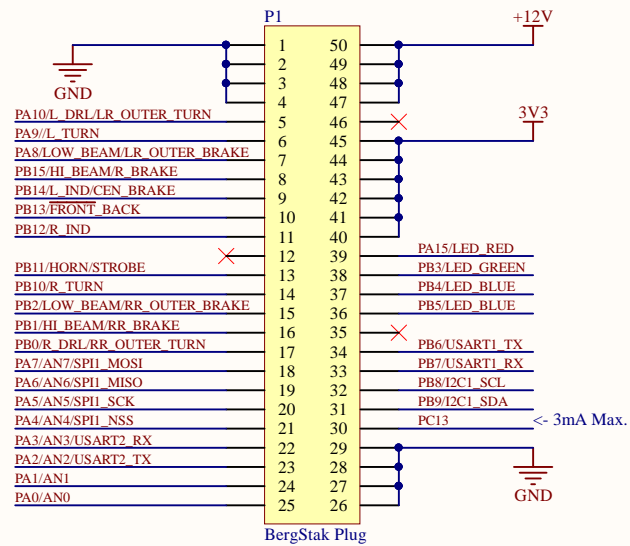 P1
+12V
1 50
2 49
3 48
GND 4 47
PA10/L_DRL/LR_OUTER_TURN 5 46
3V3
PA9//L_TURN 6 45
PA8/LOW_BEAM/LR_OUTER_BRAKE 7 44
PB15/HI_BEAM/R_BRAKE 8 43
PB14/L_IND/CEN_BRAKE 9 42
PB13/FRONT_BACK 10 41
PB12/R_IND 11 40
12 39 PA15/LED_RED
PB11/HORN/STROBE 13 38 PB3/LED_GREEN
PB10/R_TURN 14 37 PB4/LED_BLUE
PB2/LOW_BEAM/RR_OUTER_BRAKE 15 36 PB5/LED_BLUE
PB1/HI_BEAM/RR_BRAKE 16 35
PB0/R_DRL/RR_OUTER_TURN 17 34 PB6/USART1_TX
PA7/AN7/SPI1_MOSI 18 33 PB7/USART1_RX
PA6/AN6/SPI1_MISO 19 32 PB8/I2C1_SCL
PA5/AN5/SPI1_SCK 20 31 PB9/I2C1_SDA
PA4/AN4/SPI1_NSS 21 30 PC13 <- 3mA Max.
PA3/AN3/USART2_RX 22 29
PA2/AN2/USART2_TX 23 28
PA1/AN1 24 27
PA0/AN0 25 26 GND
BergStak Plug